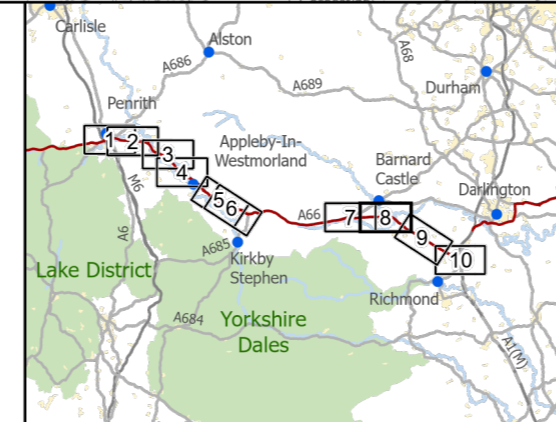 Carlisle
Alston
A686
A68
A689
Durham
Penrith
1
2
3
4
5
6
Appleby-In-
Westmorland
Barnard
Castle
Darlington
M6
A6
A66
7
8
9
10
A685
Kirkby
Stephen
Lake District
Richmond
A684
Yorkshire
Dales
A1(M)